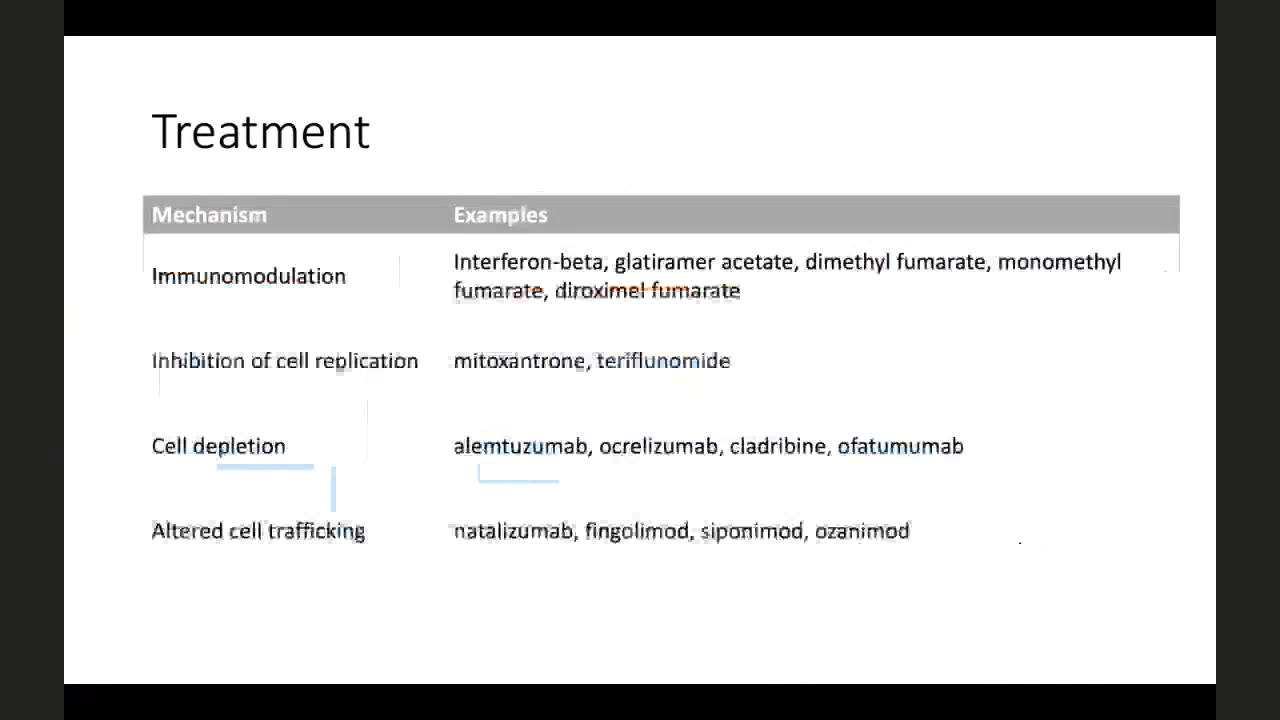 Treatment
Mechanism Examples
Immunomodulation Interferon-beta, glatiramer acetate, dimethyl fumarate, monomethyl
fumarate, diroximel fumarate
Inhibition of cell replication mitoxantrone, teriflunomide
Cell depletion alemtuzumab, ocrelizumab, cladribine, ofatumumab
Altered cell trafficking natalizumab, fingolimod, siponimod, ozanimod